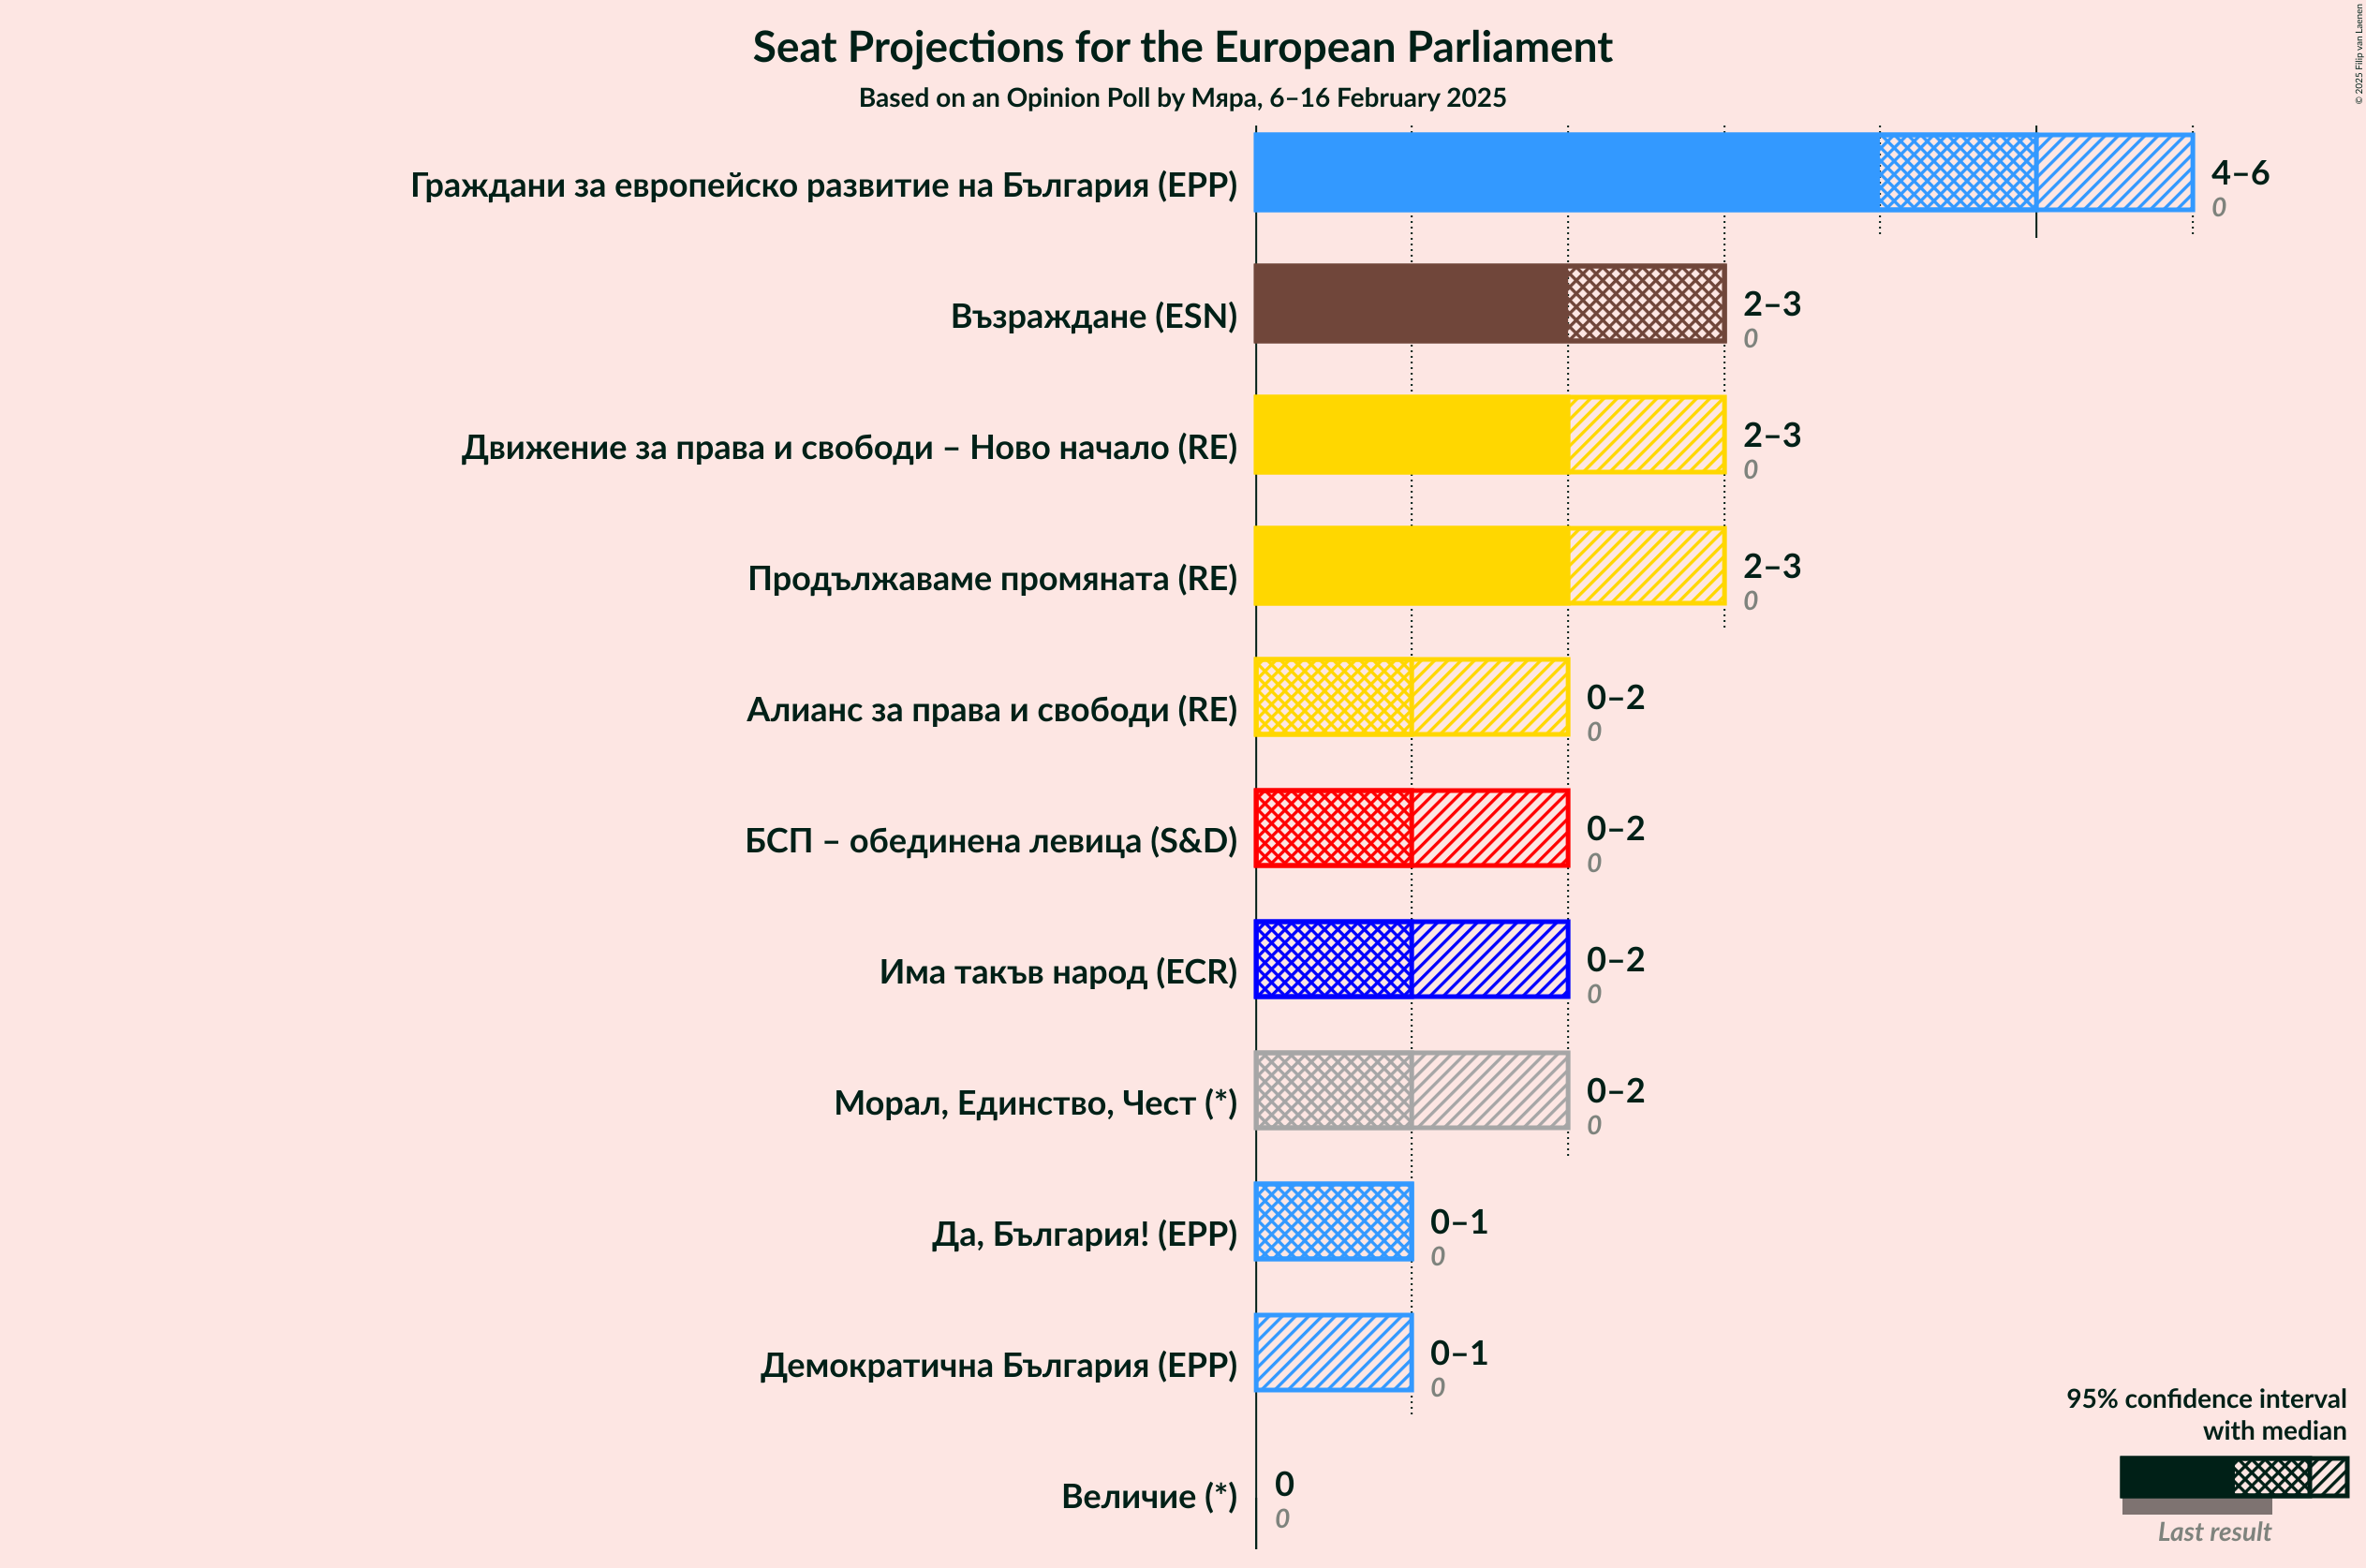 Seat Projections for the European Parliament
Based on an Opinion Poll by Мяра, 6–16 February 2025
© 2025 Filip van Laenen
Граждани за европейско развитие на България (EPP)
4–6
0
Възраждане (ESN)
2–3
0
Движение за права и свободи – Ново начало (RE)
2–3
0
Продължаваме промяната (RE)
2–3
0
Алианс за права и свободи (RE)
0–2
0
БСП – обединена левица (S&D)
0–2
0
Има такъв народ (ECR)
0–2
0
Морал, Единство, Чест (*)
0–2
0
Да, България! (EPP)
0–1
0
Демократична България (EPP)
0–1
0
Величие (*)
0
0
95% confidence interval
with median
Last result